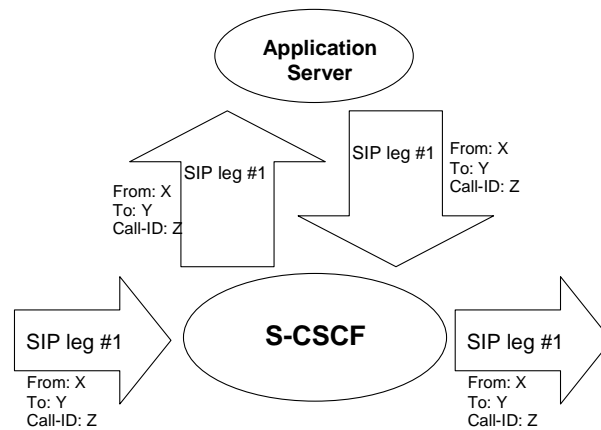 Application
Server
SIP leg #1
From: X
To: Y
Call-ID: Z
SIP leg #1
From: X
To: Y
Call-ID: Z
S-CSCF
SIP leg #1
From: X
To: Y
Call-ID: Z
SIP leg #1
From: X
To: Y
Call-ID: Z